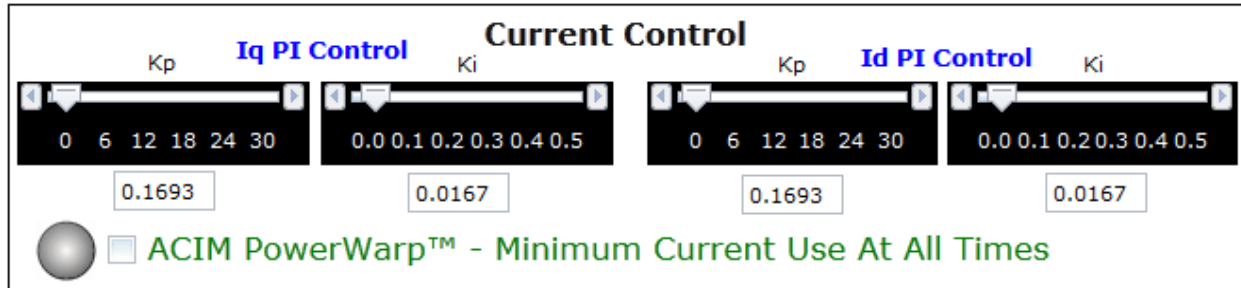 Current Control
Iq PI Control
Id PI Control
Kp
Ki
Kp
Ki
0 6 12 18 24 30
0.0 0.1 0.2 0.3 0.4 0.5
0 6 12 18 24 30
0.0 0.1 0.2 0.3 0.4 0.5
0.1693
0.0167
0.1693
0.0167
ACIM PowerWarp™ - Minimum Current Use At All Times